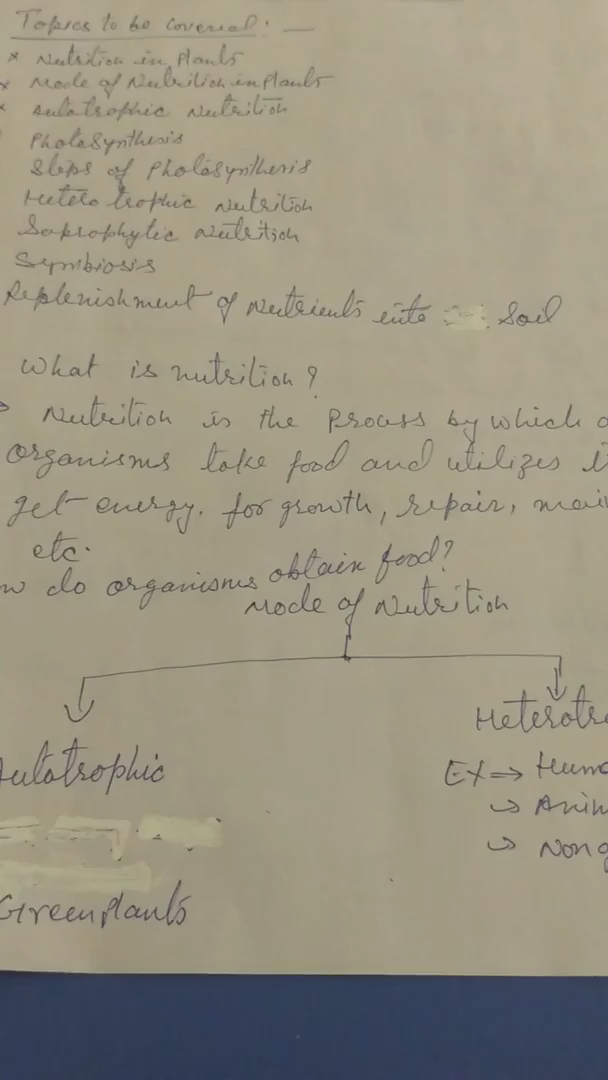 Topics to be covered: —
* Nutrition in Plants
* Mode of Nutrition in Plants
* Autotrophic Nutrition
Photosynthesis
Steps of Photosynthesis
Heterotrophic Nutrition
Saprophytic Nutrition
Symbiosis
Replenishment of Nutrients into Soil
What is nutrition?
Nutrition is the process by which
organisms take food and utilizes
get energy. for growth, repair,
etc.
do organisms obtain food?
Mode of Nutrition
Autotrophic
Heterotr
Ex ⇒ Huma
→ Anim
→ Non g
Green Plants